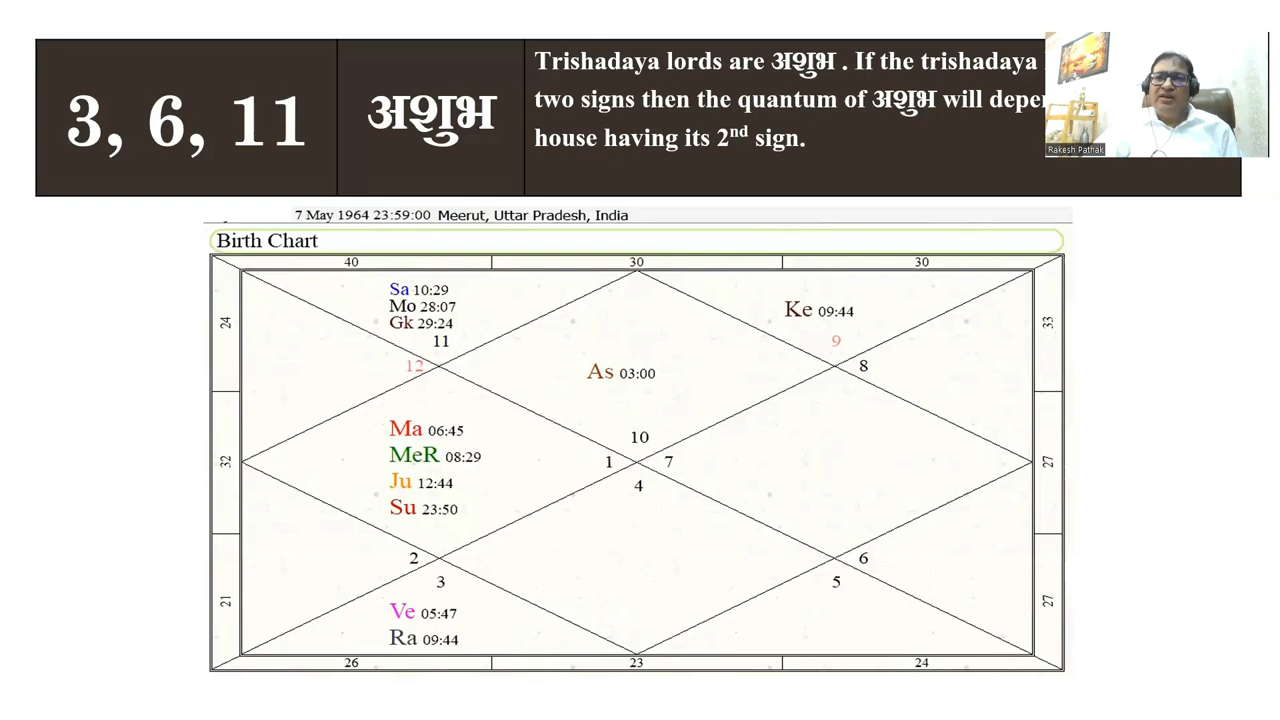 3, 6, 11
अशुभ
Trishadaya lords are अशुभ . If the trishadaya
two signs then the quantum of अशुभ will
house having its 2nd sign.
Rakesh Pathak
7 May 1964 23:59:00 Meerut, Uttar Pradesh, India
Birth Chart
40 30 30
Sa 10:29
Mo 28:07
Gk 29:24
11
12
24
Ke 09:44
9
8
33
As 03:00
Ma 06:45
MeR 08:29
Ju 12:44
Su 23:50
32
10
1 7
4
27
2
3
6
5
21
Ve 05:47
Ra 09:44
27
26 23 24